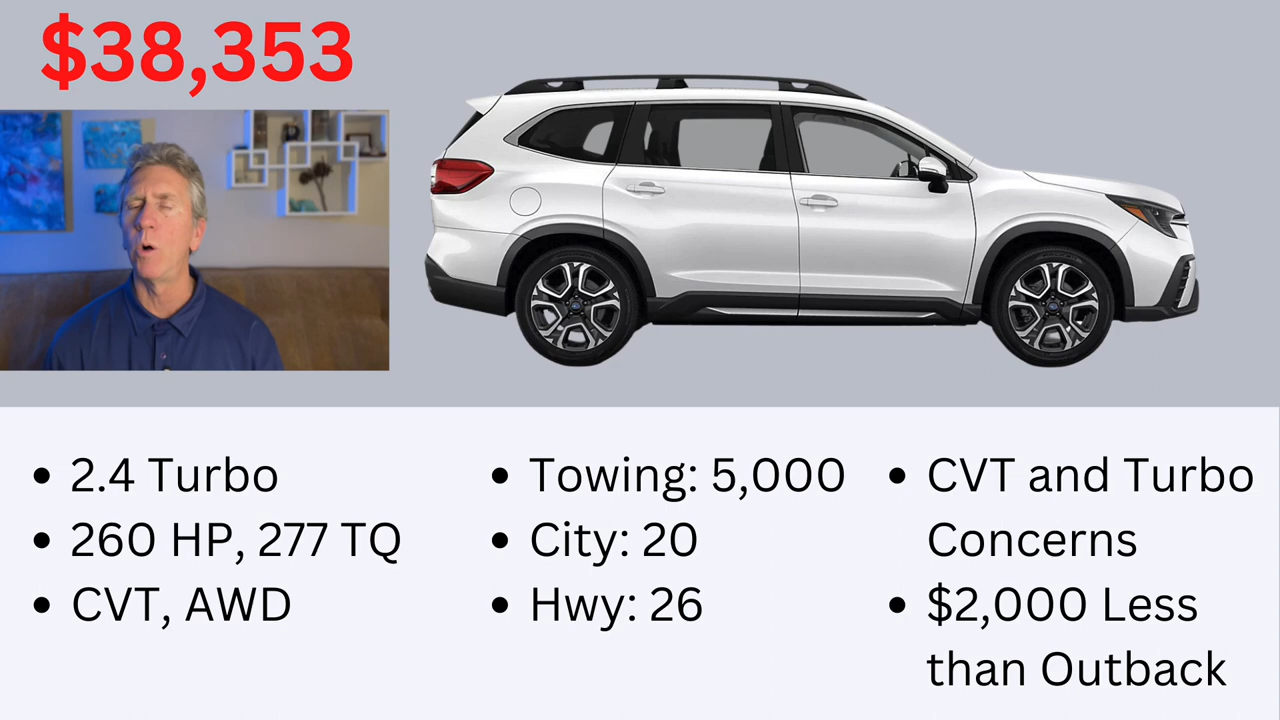 $38,353
• 2.4 Turbo
• 260 HP, 277 TQ
• CVT, AWD
• Towing: 5,000
• City: 20
• Hwy: 26
• CVT and Turbo
Concerns
• $2,000 Less
than Outback